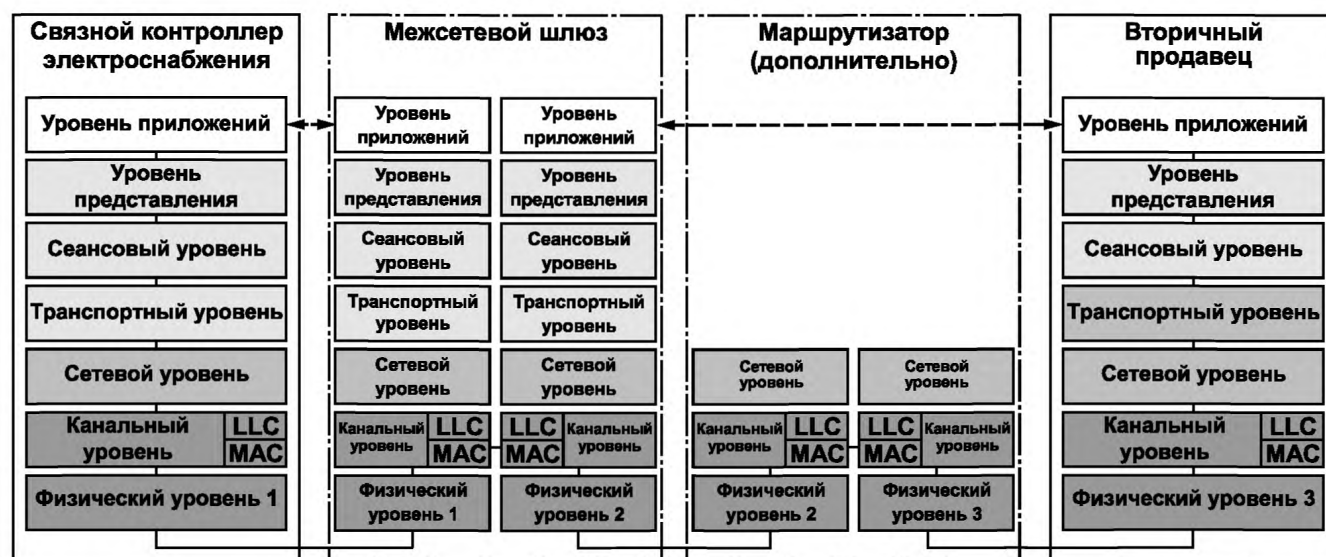 Связной контроллер
электроснабжения
Уровень приложений
Уровень
представления
Сеансовый уровень
Транспортный уровень
Сетевой уровень
Канальный
уровень
LLC
MAC
Физический уровень 1
Межсетевой шлюз
Уровень
приложений
Уровень
представления
Сеансовый
уровень
Транспортный
уровень
Сетевой
уровень
Канальный
уровень
LLC
MAC
Физический
уровень 1
Уровень
приложений
Уровень
представления
Сеансовый
уровень
Транспортный
уровень
Сетевой
уровень
LLC
MAC
Канальный
уровень
Физический
уровень 2
Маршрутизатор
(дополнительно)
Сетевой
уровень
Канальный
уровень
LLC
MAC
Физический
уровень 2
Сетевой
уровень
LLC
MAC
Канальный
уровень
Физический
уровень 3
Вторичный
продавец
Уровень приложений
Уровень
представления
Сеансовый уровень
Транспортный уровень
Сетевой уровень
Канальный
уровень
LLC
MAC
Физический уровень 3